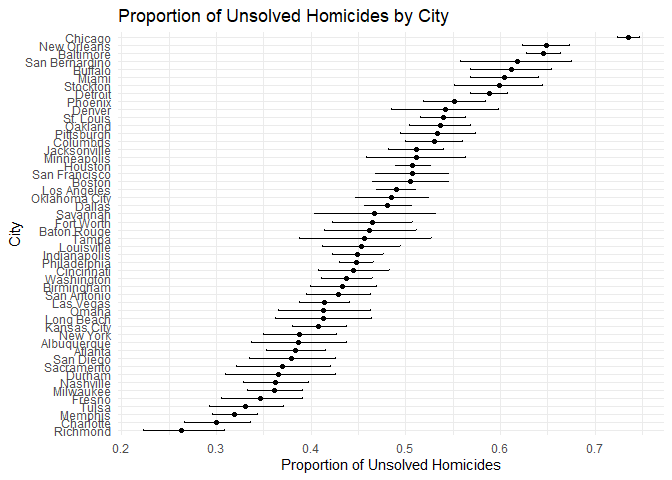 Proportion of Unsolved Homicides by City
Chicago
New Orleans
Baltimore
San Bernardino
Buffalo
Miami
Stockton
Detroit
Phoenix
Denver
St. Louis
Oakland
Pittsburgh
Columbus
Jacksonville
Minneapolis
Houston
San Francisco
Boston
Los Angeles
Oklahoma City
Dallas
Savannah
Fort Worth
Baton Rouge
Tampa
Louisville
Indianapolis
Philadelphia
Cincinnati
Washington
Birmingham
San Antonio
Las Vegas
Omaha
Long Beach
Kansas City
New York
Albuquerque
Atlanta
San Diego
Sacramento
Durham
Nashville
Milwaukee
Fresno
Tulsa
Memphis
Charlotte
Richmond
City
0.2 0.3 0.4 0.5 0.6 0.7
Proportion of Unsolved Homicides